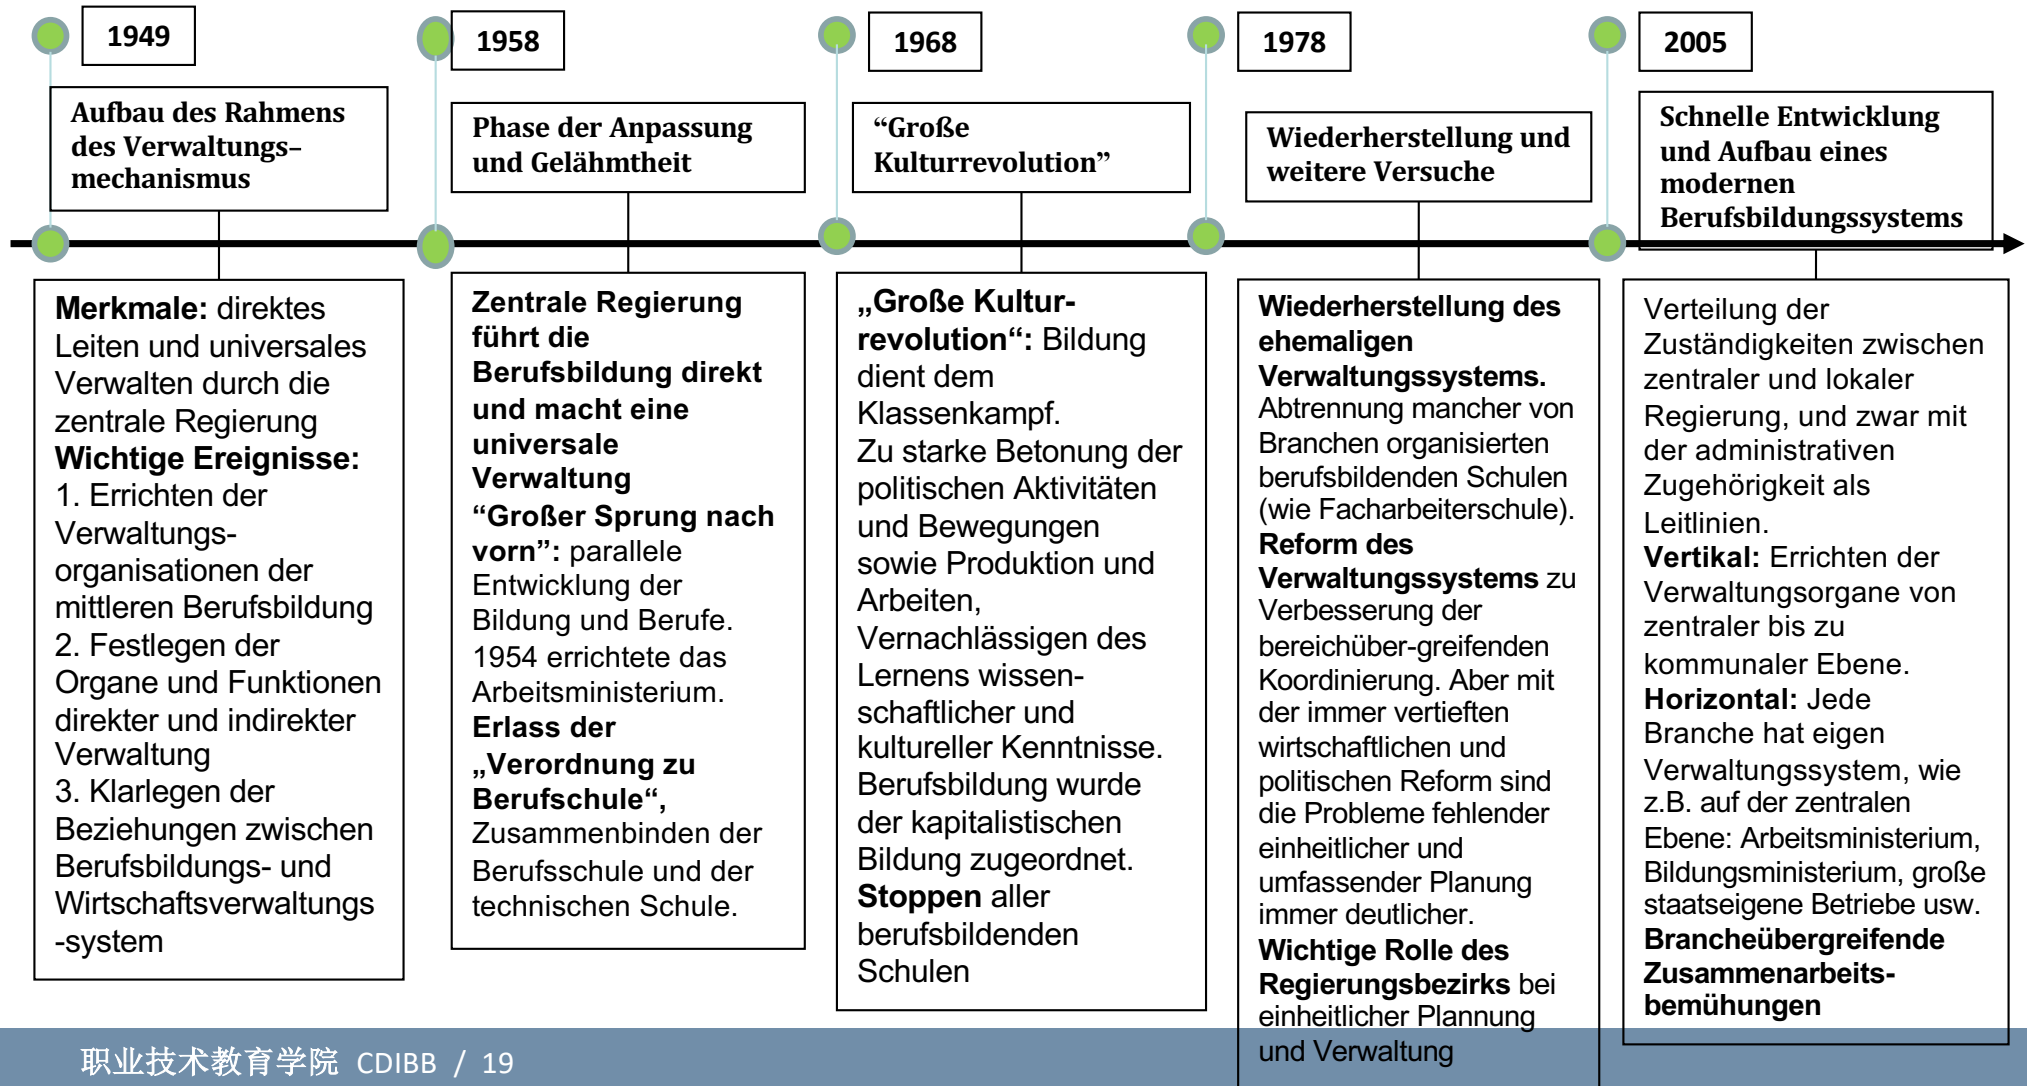 1949
Aufbau des Rahmens
des Verwaltungs–
mechanismus
Merkmale: direktes
Leiten und universales
Verwalten durch die
zentrale Regierung
Wichtige Ereignisse:
1. Errichten der
Verwaltungs-
organisationen der
mittleren Berufsbildung
2. Festlegen der
Organe und Funktionen
direkter und indirekter
Verwaltung
3. Klarlegen der
Beziehungen zwischen
Berufsbildungs- und
Wirtschaftsverwaltungs
-system
1958
Phase der Anpassung
und Gelähmtheit
Zentrale Regierung
führt die
Berufsbildung direkt
und macht eine
universale
Verwaltung
“Großer Sprung nach
vorn”: parallele
Entwicklung der
Bildung und Berufe.
1954 errichtete das
Arbeitsministerium.
Erlass der
„Verordnung zu
Berufschule“,
Zusammenbinden der
Berufsschule und der
technischen Schule.
1968
“Große
Kulturrevolution”
„Große Kultur-
revolution“: Bildung
dient dem
Klassenkampf.
Zu starke Betonung der
politischen Aktivitäten
und Bewegungen
sowie Produktion und
Arbeiten,
Vernachlässigen des
Lernens wissen-
schaftlicher und
kultureller Kenntnisse.
Berufsbildung wurde
der kapitalistischen
Bildung zugeordnet.
Stoppen aller
berufsbildenden
Schulen
1978
Wiederherstellung und
weitere Versuche
Wiederherstellung des
ehemaligen
Verwaltungssystems.
Abtrennung mancher von
Branchen organisierten
berufsbildenden Schulen
(wie Facharbeiterschule).
Reform des
Verwaltungssystems zu
Verbesserung der
bereichüber-greifenden
Koordinierung. Aber mit
der immer vertieften
wirtschaftlichen und
politischen Reform sind
die Probleme fehlender
einheitlicher und
umfassender Planung
immer deutlicher.
Wichtige Rolle des
Regierungsbezirks bei
einheitlicher Plannung
und Verwaltung
2005
Schnelle Entwicklung
und Aufbau eines
modernen
Berufsbildungssystems
Verteilung der
Zuständigkeiten zwischen
zentraler und lokaler
Regierung, und zwar mit
der administrativen
Zugehörigkeit als
Leitlinien.
Vertikal: Errichten der
Verwaltungsorgane von
zentraler bis zu
kommunaler Ebene.
Horizontal: Jede
Branche hat eigen
Verwaltungssystem, wie
z.B. auf der zentralen
Ebene: Arbeitsministerium,
Bildungsministerium, große
staatseigene Betriebe usw.
Brancheübergreifende
Zusammenarbeits-
bemühungen
职业技术教育学院 CDIBB / 19